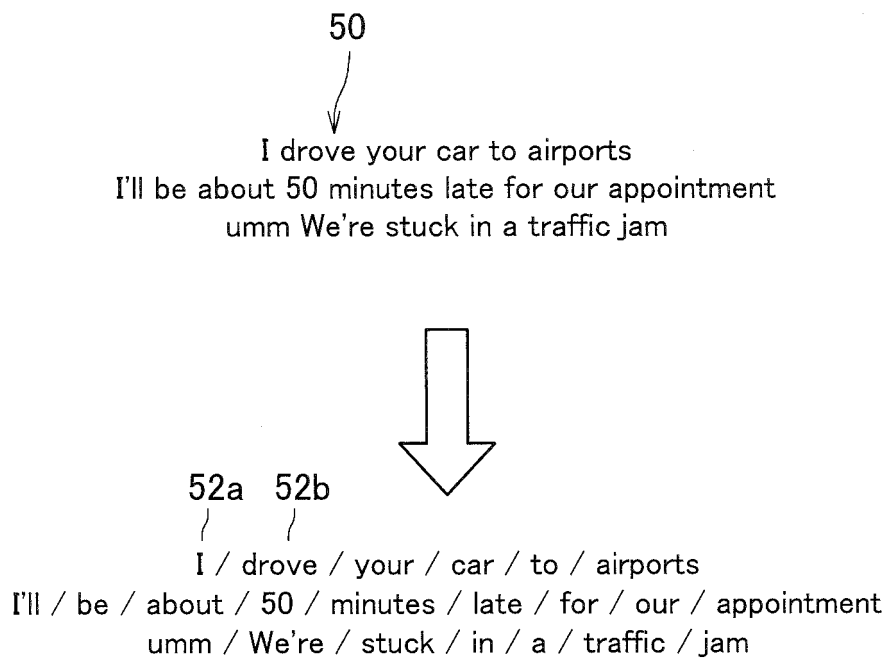 50
I drove your car to airports
I'll be about 50 minutes late for our appointment
umm We're stuck in a traffic jam
52a 52b
I / drove / your / car / to / airports
I'll / be / about / 50 / minutes / late / for / our / appointment
umm / We're / stuck / in / a / traffic / jam